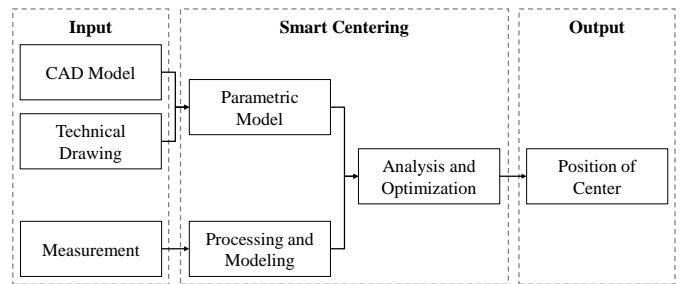 Input
Smart Centering
Output
CAD Model
Technical
Drawing
Measurement
Parametric
Model
Processing and
Modeling
Analysis and
Optimization
Position of
Center